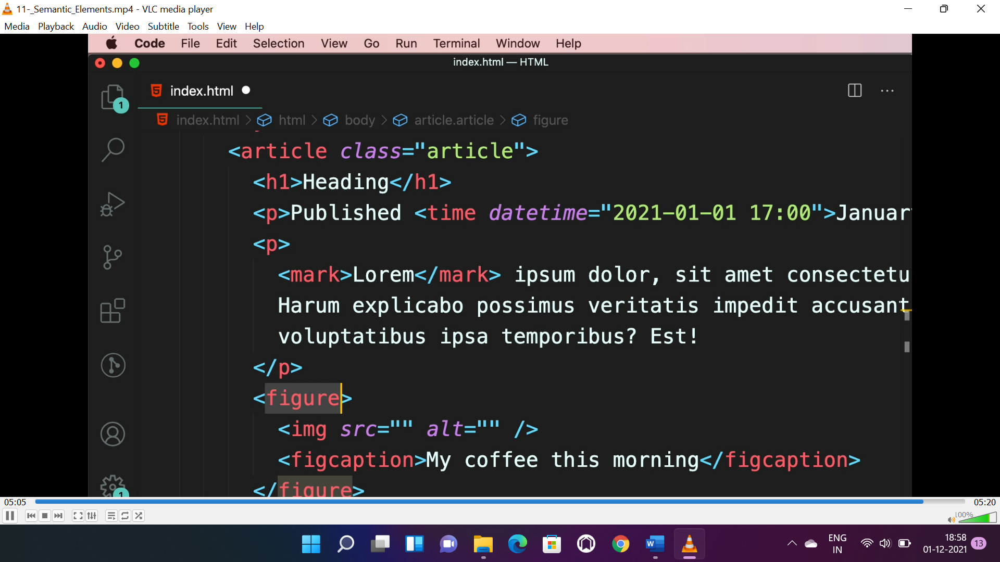 11-_Semantic_Elements.mp4 - VLC media player
Media Playback Audio Video Subtitle Tools View Help
Code File Edit Selection View Go Run Terminal Window Help
index.html — HTML
index.html
1
index.html > html > body > article.article > figure
<article class="article">
<h1>Heading</h1>
<p>Published <time datetime="2021-01-01 17:00">Januar
<p>
<mark>Lorem</mark> ipsum dolor, sit amet consectetu
Harum explicabo possimus veritatis impedit accusant
voluptatibus ipsa temporibus? Est!
</p>
<figure>
<img src="" alt="" />
<figcaption>My coffee this morning</figcaption>
</figure>
1
05:05
05:20
100%
ENG
IN
18:58
01-12-2021
13